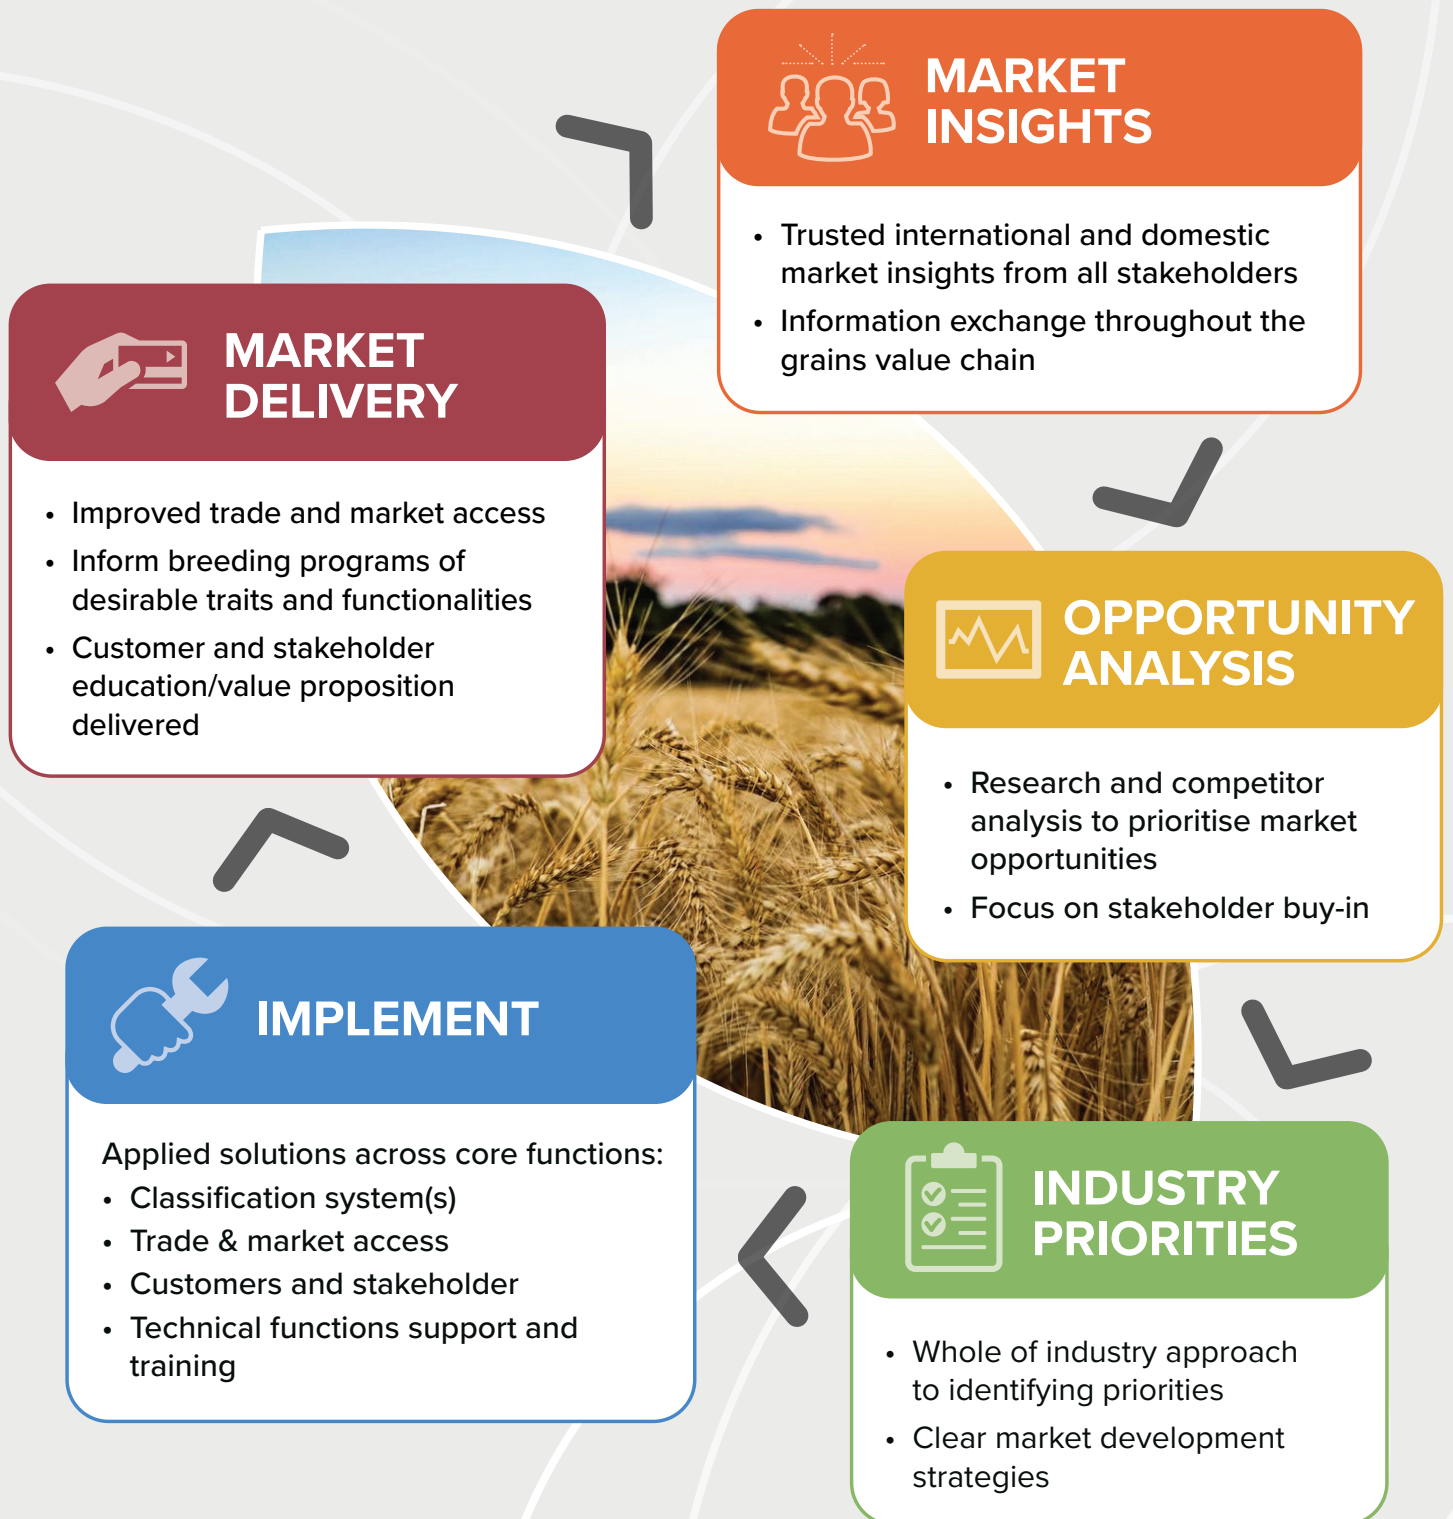 MARKET
INSIGHTS
• Trusted international and domestic
market insights from all stakeholders
• Information exchange throughout the
grains value chain
OPPORTUNITY
ANALYSIS
• Research and competitor
analysis to prioritise market
opportunities
• Focus on stakeholder buy-in
INDUSTRY
PRIORITIES
• Whole of industry approach
to identifying priorities
• Clear market development
strategies
IMPLEMENT
Applied solutions across core functions:
• Classification system(s)
• Trade & market access
• Customers and stakeholder
• Technical functions support and
training
MARKET
DELIVERY
• Improved trade and market access
• Inform breeding programs of
desirable traits and functionalities
• Customer and stakeholder
education/value proposition
delivered